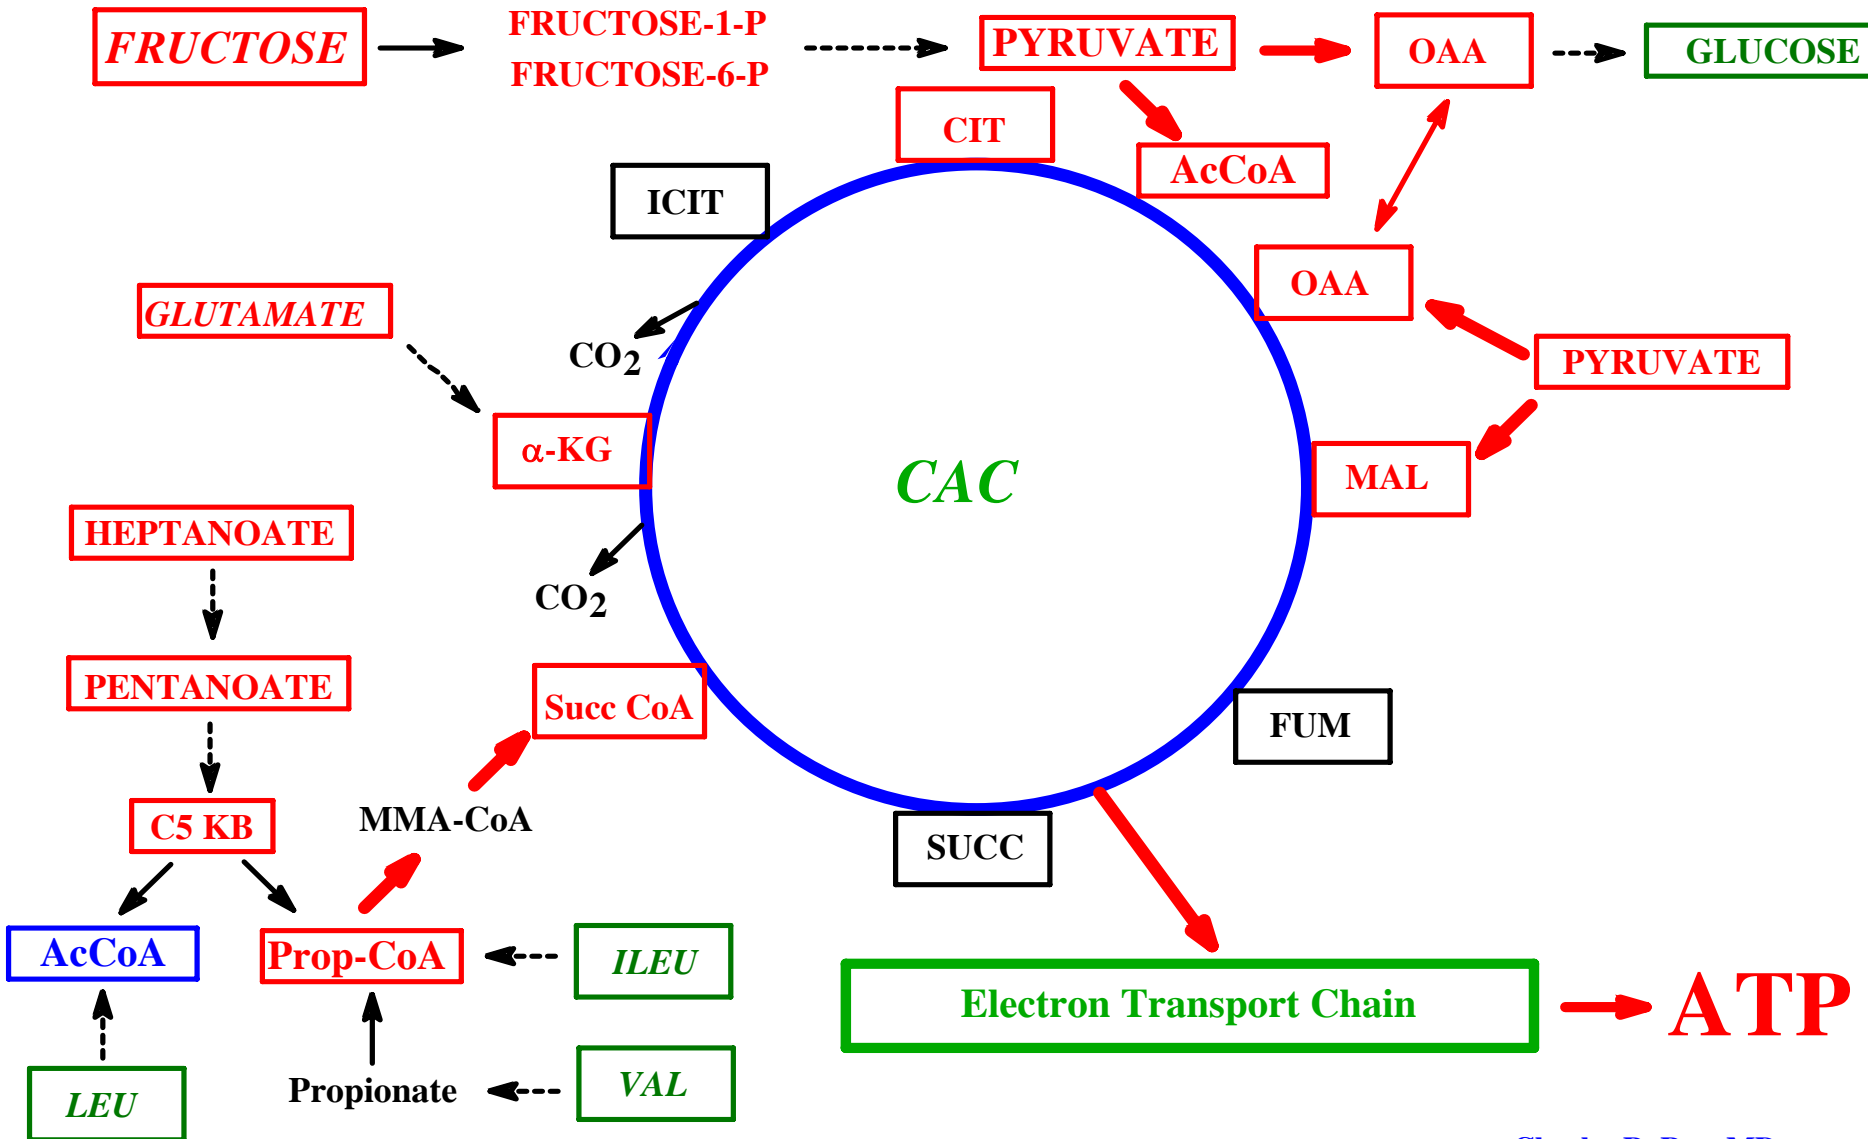 FRUCTOSE
FRUCTOSE-1-P
FRUCTOSE-6-P
PYRUVATE
OAA
GLUCOSE
CIT
AcCoA
ICIT
OAA
GLUTAMATE
CO2
PYRUVATE
α-KG
CAC
MAL
HEPTANOATE
CO2
PENTANOATE
Succ CoA
FUM
C5 KB
MMA-CoA
SUCC
AcCoA
Prop-CoA
ILEU
Electron Transport Chain
ATP
LEU
Propionate
VAL